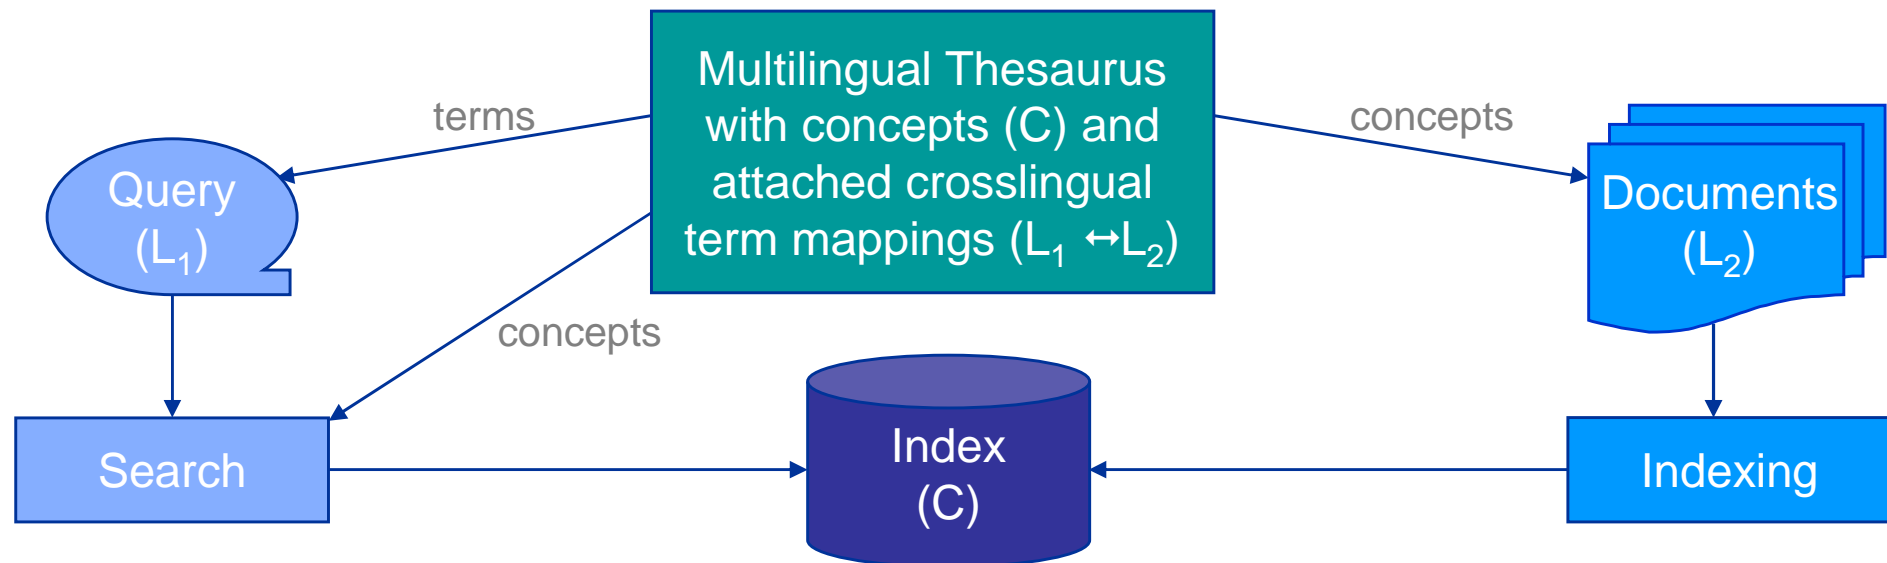 Multilingual Thesaurus
with concepts (C) and
attached crosslingual
term mappings (L₁ ↔L₂)
terms
concepts
Query
(L₁)
Documents
(L₂)
concepts
Search
Index
(C)
Indexing